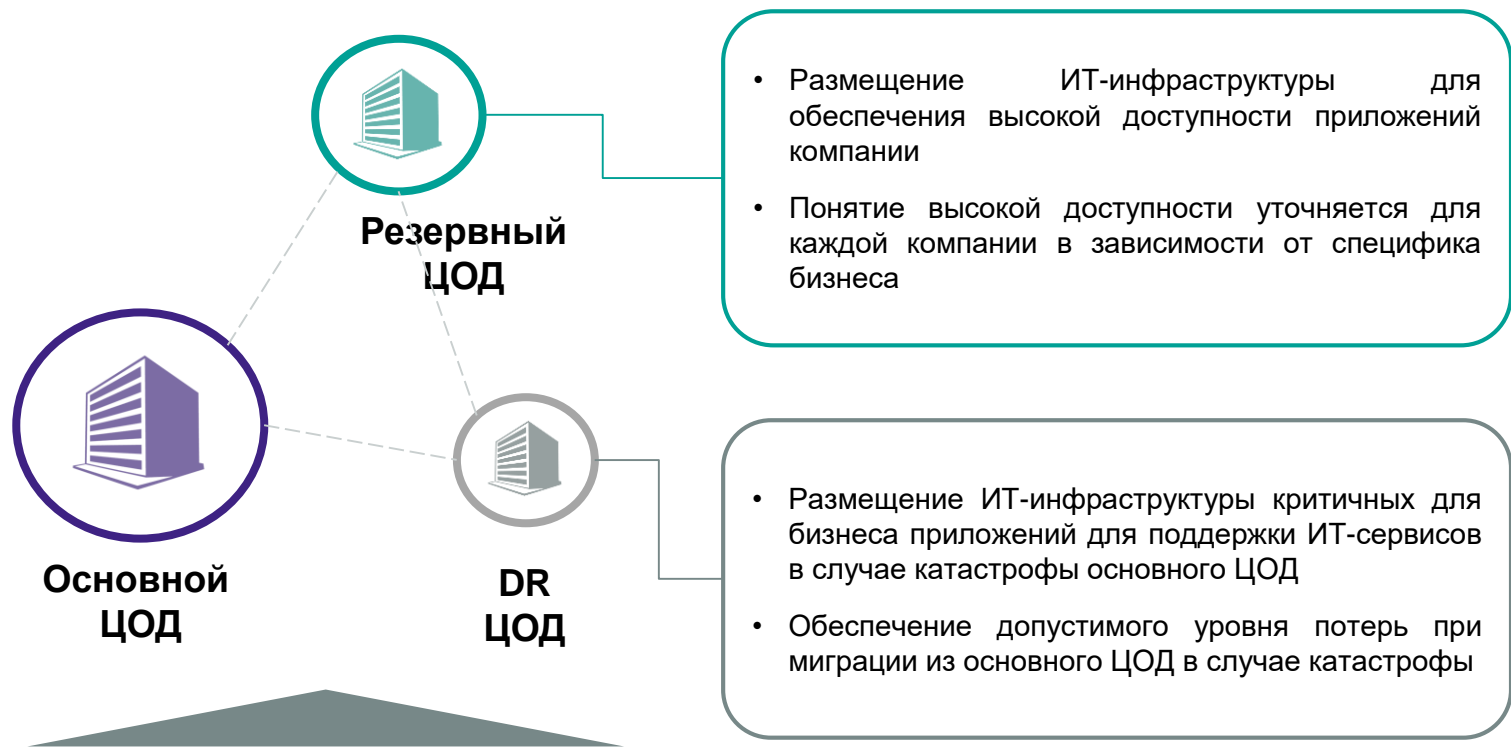 • Размещение ИТ-инфраструктуры для
обеспечения высокой доступности приложений
компании
• Понятие высокой доступности уточняется для
каждой компании в зависимости от специфика
бизнеса
Резервный
ЦОД
Основной
ЦОД
DR
ЦОД
• Размещение ИТ-инфраструктуры критичных для
бизнеса приложений для поддержки ИТ-сервисов
в случае катастрофы основного ЦОД
• Обеспечение допустимого уровня потерь при
миграции из основного ЦОД в случае катастрофы